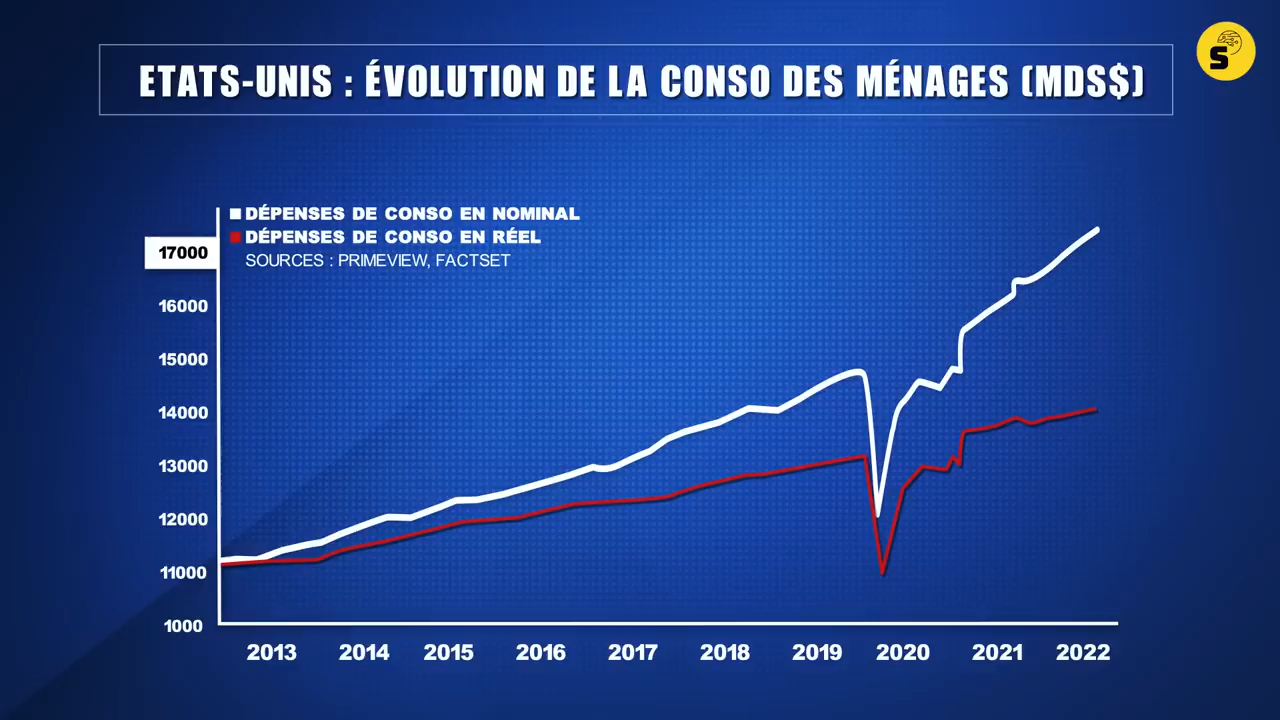 ETATS-UNIS : ÉVOLUTION DE LA CONSO DES MÉNAGES (MDS$)
S
DÉPENSES DE CONSO EN NOMINAL
DÉPENSES DE CONSO EN RÉEL
SOURCES : PRIMEVIEW, FACTSET
17000
16000
15000
14000
13000
12000
11000
1000
2013 2014 2015 2016 2017 2018 2019 2020 2021 2022